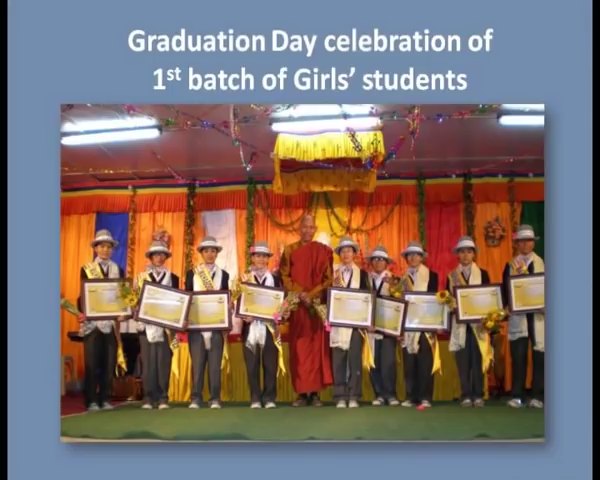 Graduation Day celebration of
1st batch of Girls’ students